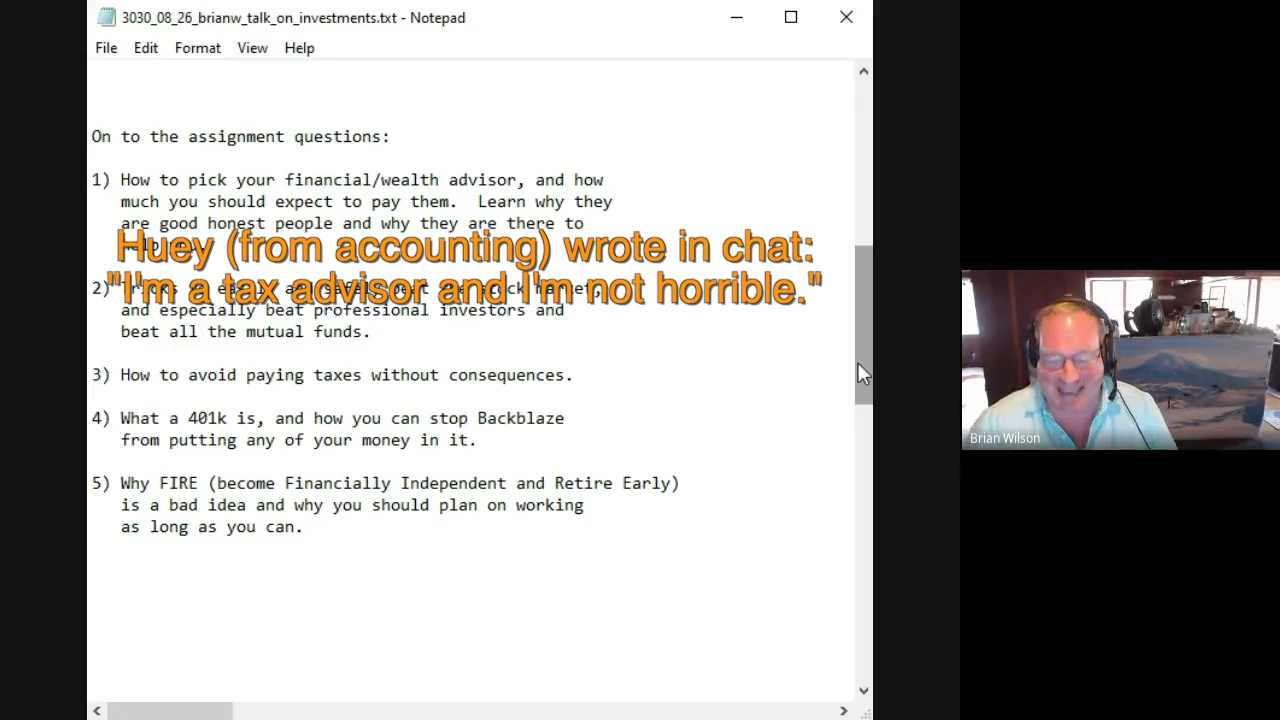 3030_08_26_brianw_talk_on_investments.txt - Notepad
File Edit Format View Help
On to the assignment questions:
1) How to pick your financial/wealth advisor, and how
much you should expect to pay them.  Learn why they
are good honest people and why they are there to
Huey (from accounting) wrote in chat:
"I'm a tax advisor and I'm not horrible."
2)
and especially beat professional investors and
beat all the mutual funds.
3) How to avoid paying taxes without consequences.
4) What a 401k is, and how you can stop Backblaze
from putting any of your money in it.
5) Why FIRE (become Financially Independent and Retire Early)
is a bad idea and why you should plan on working
as long as you can.
Brian Wilson